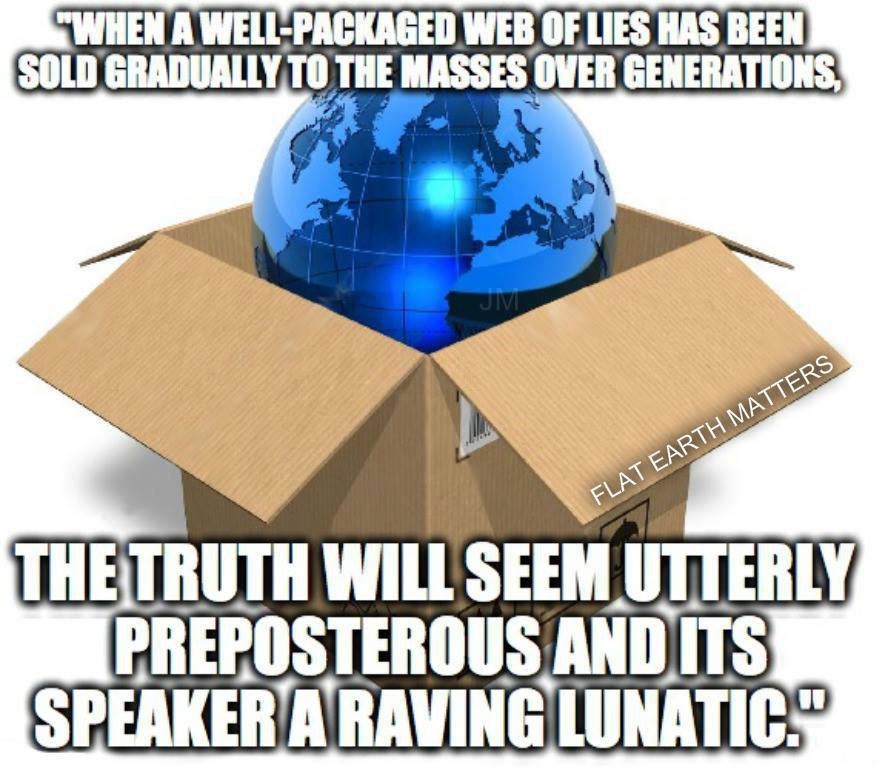 "WHEN A WELL-PACKAGED WEB OF LIES HAS BEEN
SOLD GRADUALLY TO THE MASSES OVER GENERATIONS,
JM
FLAT EARTH MATTERS
THE TRUTH WILL SEEM UTTERLY
PREPOSTEROUS AND ITS
SPEAKER A RAVING LUNATIC."